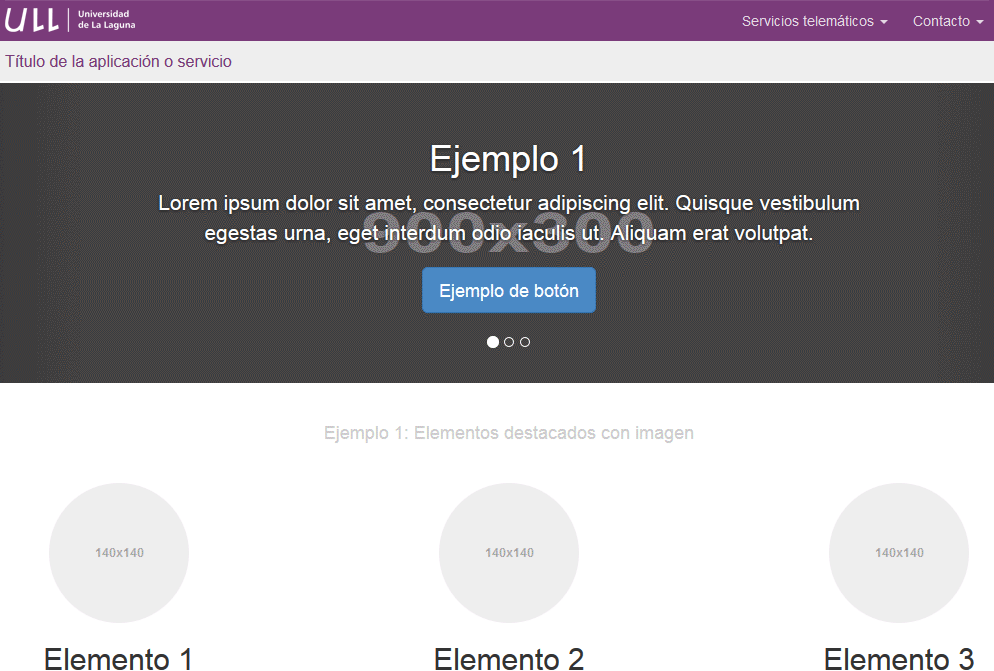 ULL Universidad
de La Laguna
Servicios telemáticos Contacto
Título de la aplicación o servicio
Ejemplo 1
Lorem ipsum dolor sit amet, consectetur adipiscing elit. Quisque vestibulum
egestas urna, eget interdum odio iaculis ut. Aliquam erat volutpat.
900x300
Ejemplo de botón
Ejemplo 1: Elementos destacados con imagen
140x140 140x140 140x140
Elemento 1 Elemento 2 Elemento 3